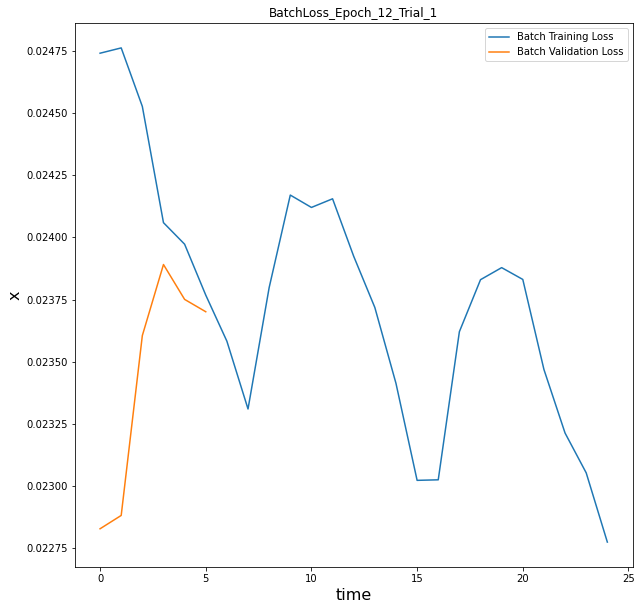 BatchLoss_Epoch_12_Trial_1
Batch Training Loss
Batch Validation Loss
0.02475
0.02450
0.02425
0.02400
0.02375
0.02350
0.02325
0.02300
0.02275
x
0 5 10 15 20 25
time